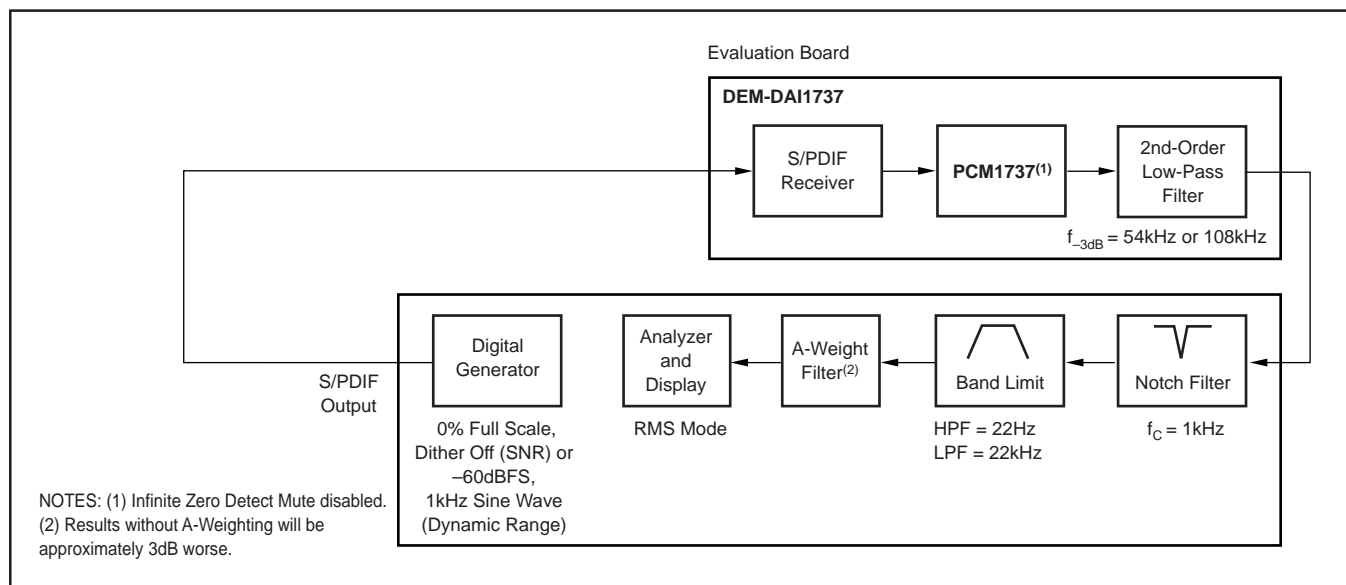 Evaluation Board
DEM-DAI1737
S/PDIF
Receiver
PCM1737(1)
2nd-Order
Low-Pass
Filter
f–3dB = 54kHz or 108kHz
S/PDIF
Output
Digital
Generator
0% Full Scale,
Dither Off (SNR) or
–60dBFS,
1kHz Sine Wave
(Dynamic Range)
Analyzer
and
Display
RMS Mode
A-Weight
Filter(2)
Band Limit
HPF = 22Hz
LPF = 22kHz
Notch Filter
fC = 1kHz
NOTES: (1) Infinite Zero Detect Mute disabled.
(2) Results without A-Weighting will be
approximately 3dB worse.